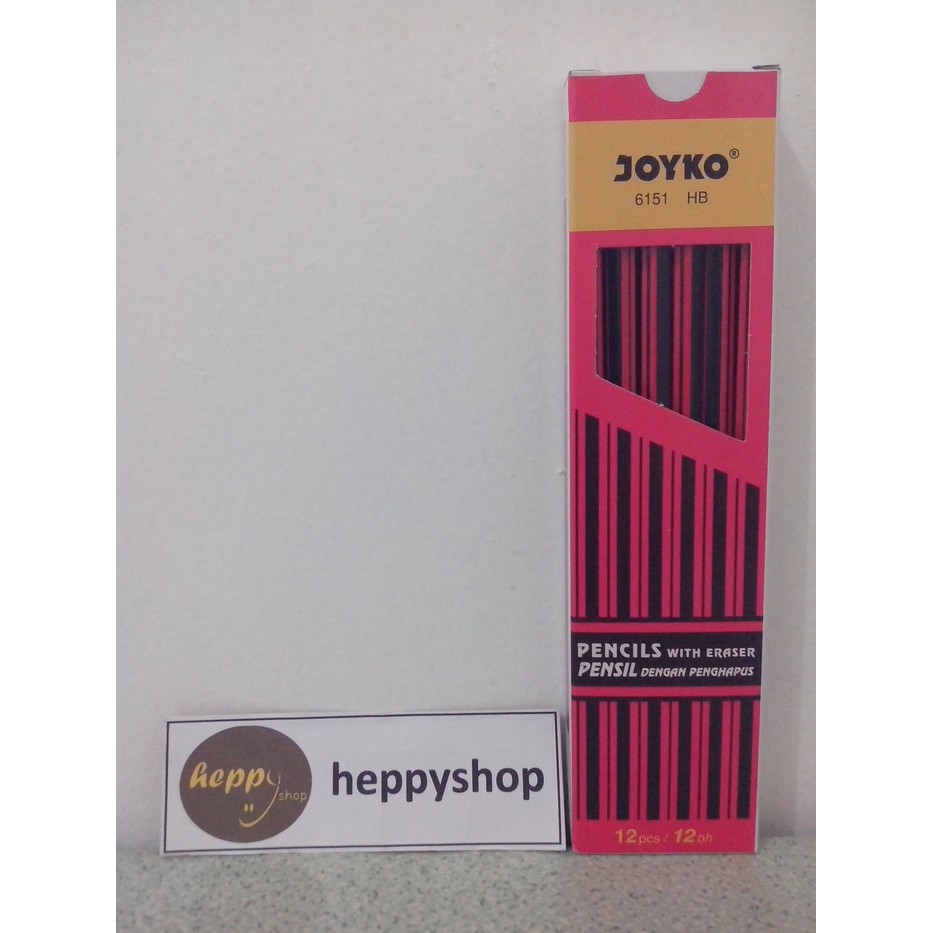 JOYKO®
6151 HB
PENCILS WITH ERASER
PENSIL DENGAN PENGHAPUS
12 pcs / 12 bh
heppy
shop
heppyshop